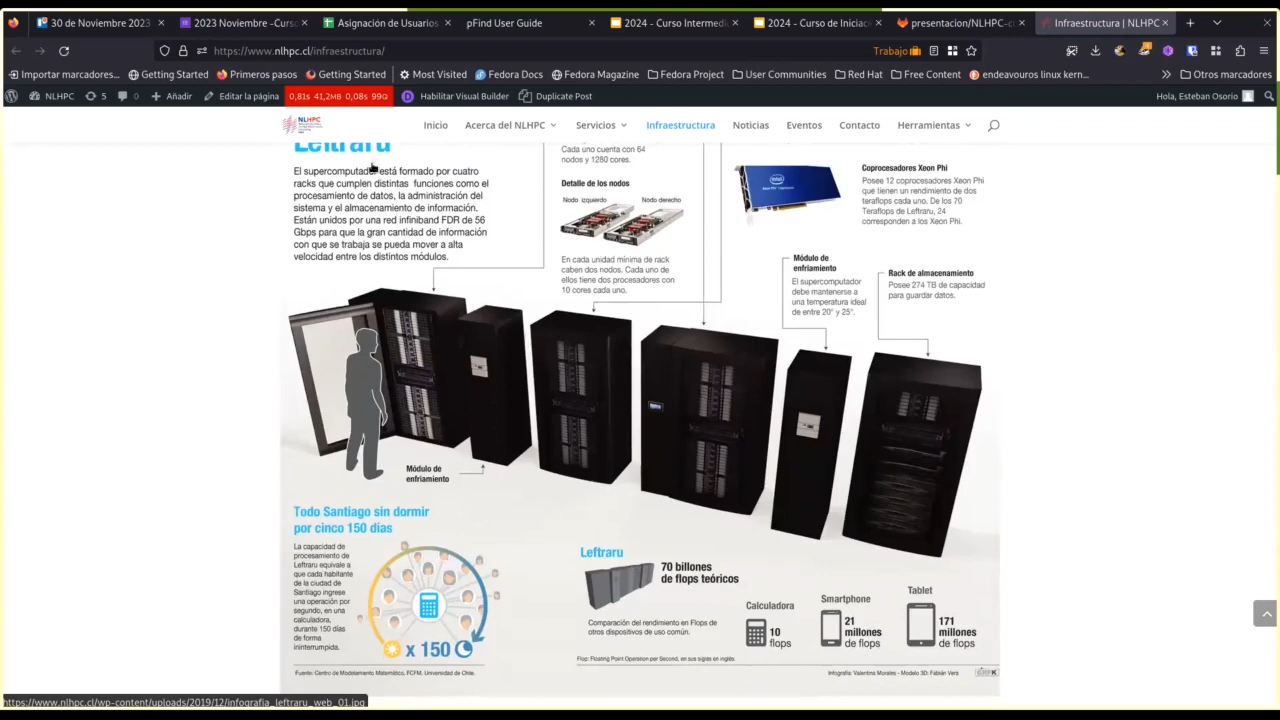 30 de Noviembre 2023
2023 Noviembre -Curso
Asignación de Usuarios
pFind User Guide
2024 - Curso Intermedi
2024 - Curso de Iniciac
presentacion/NLHPC-cu
Infraestructura | NLHPC
https://www.nlhpc.cl/infraestructura/
Trabajo
Importar marcadores...
Getting Started
Primeros pasos
Getting Started
Most Visited
Fedora Docs
Fedora Magazine
Fedora Project
User Communities
Red Hat
Free Content
endeavouros linux kern...
Otros marcadores
NLHPC
5
0
Añadir
Editar la página
0,81s 41,2MB 0,08s 99Q
Habilitar Visual Builder
Duplicate Post
Hola, Esteban Osorio
NLHPC
Inicio
Acerca del NLHPC
Servicios
Infraestructura
Noticias
Eventos
Contacto
Herramientas
Leftraru
El supercomputador está formado por cuatro
racks que cumplen distintas funciones como el
procesamiento de datos, la administración del
sistema y el almacenamiento de información.
Están unidos por una red infiniband FDR de 56
Gbps para que la gran cantidad de información
con que se trabaja se pueda mover a alta
velocidad entre los distintos módulos.
Cada uno cuenta con 64
nodos y 1280 cores.
Detalle de los nodos
Nodo izquierdo
Nodo derecho
En cada unidad mínima de rack
caben dos nodos. Cada uno de
ellos tiene dos procesadores con
10 cores cada uno.
Coprocesadores Xeon Phi
Posee 12 coprocesadores Xeon Phi
que tienen un rendimiento de dos
teraflops cada uno. De los 70
Teraflops de Leftraru, 24
corresponden a los Xeon Phi.
Módulo de
enfriamiento
El supercomputador
debe mantenerse a
una temperatura ideal
de entre 20° y 25°.
Rack de almacenamiento
Posee 274 TB de capacidad
para guardar datos.
Módulo de
enfriamiento
Todo Santiago sin dormir
por cinco 150 días
La capacidad de
procesamiento de
Leftraru equivale a
que cada habitante
de la ciudad de
Santiago ingrese
una operación por
segundo, en una
calculadora,
durante 150 días
de forma
ininterrumpida.
x 150
Leftraru
70 billones
de flops teóricos
Comparación del rendimiento en Flops de
otros dispositivos de uso común.
Calculadora
10
flops
Smartphone
21
millones
de flops
Tablet
171
millones
de flops
Flop: Floating Point Operation per Second, en sus siglas en inglés.
Fuente: Centro de Modelamiento Matemático, FCFM, Universidad de Chile.
Infografía: Valentina Morales - Modelo 3D: Fabián Vera
https://www.nlhpc.cl/wp-content/uploads/2019/12/infografia_leftraru_web_01.jpg